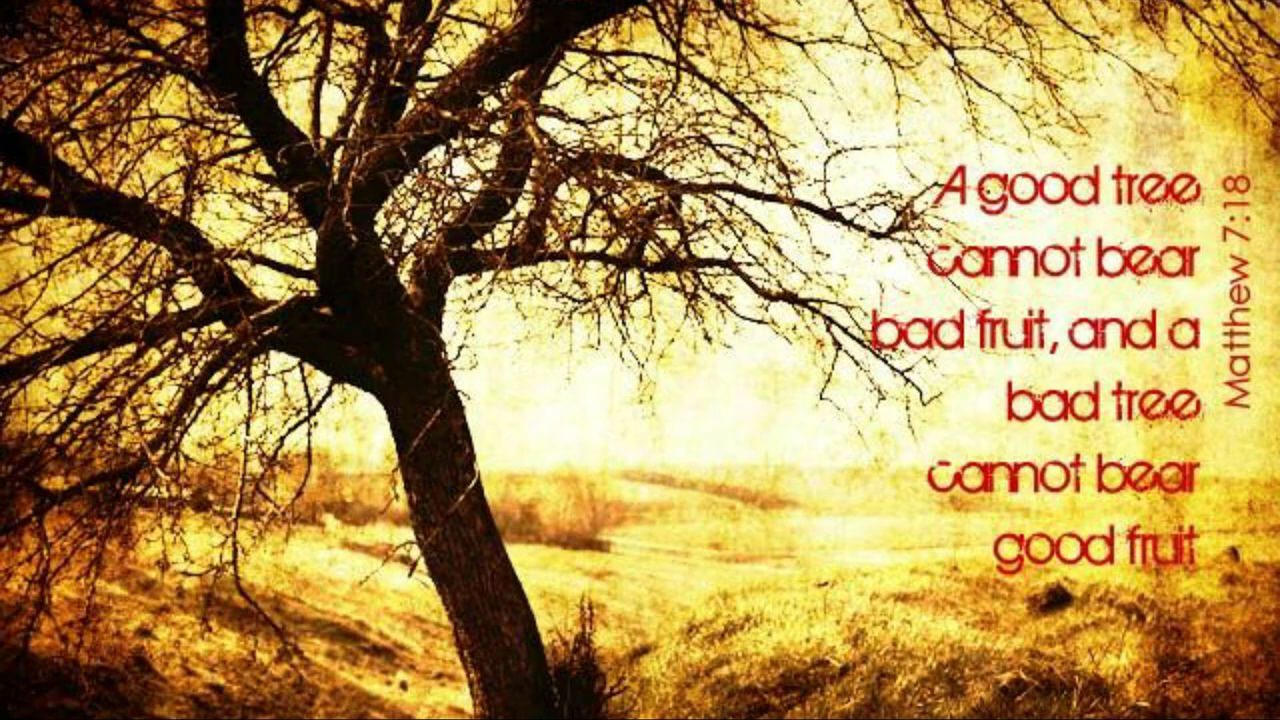 A good tree
cannot bear
bad fruit, and a
bad tree
cannot bear
good fruit
Matthew 7:18